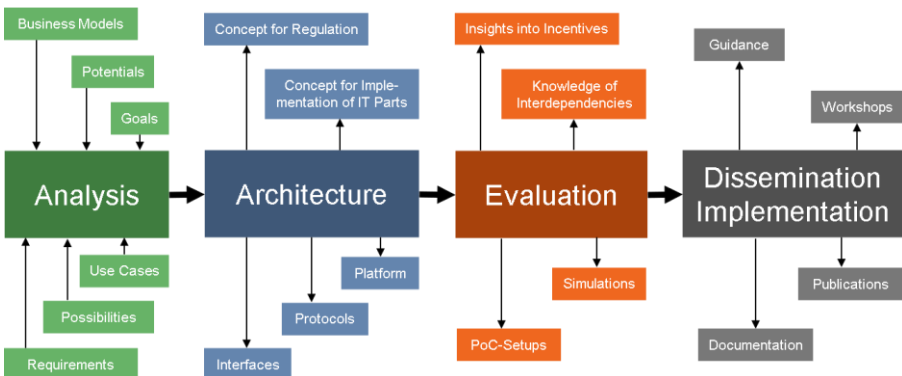 Business Models
Potentials
Goals
Analysis
Use Cases
Possibilities
Requirements
Concept for Regulation
Concept for Imple-
mentation of IT Parts
Architecture
Platform
Protocols
Interfaces
Insights into Incentives
Knowledge of
Interdependencies
Evaluation
Simulations
PoC-Setups
Guidance
Workshops
Dissemination
Implementation
Publications
Documentation